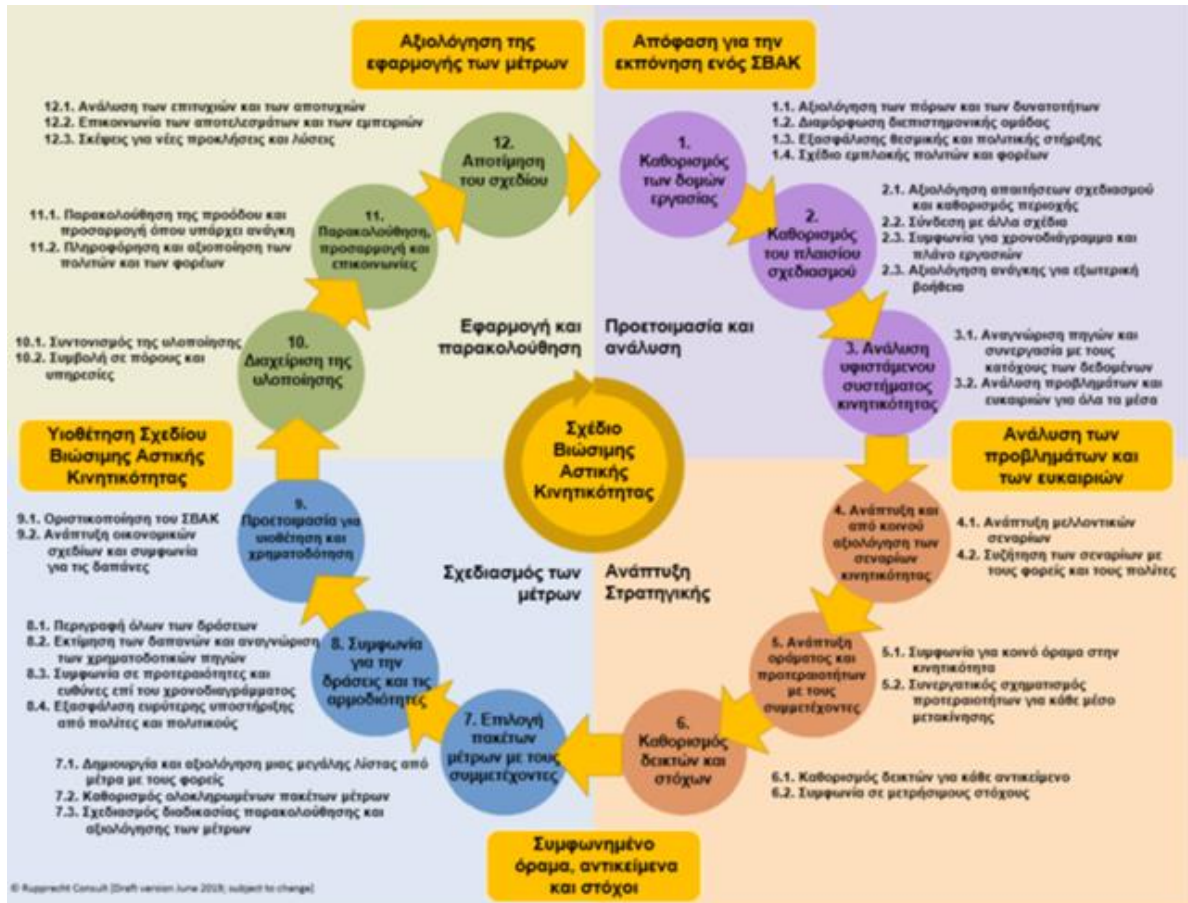 Αξιολόγηση της
εφαρμογής των μέτρων
Απόφαση για την
εκπόνηση ενός ΣΒΑΚ
12.1. Ανάλυση των επιτυχιών και των αποτυχιών
12.2. Επικοινωνία των αποτελεσμάτων και των εμπειριών
12.3. Σκέψεις για νέες προκλήσεις και λύσεις
12.
Αποτίμηση
του σχεδίου
1.
Καθορισμός
των δομών
εργασίας
1.1. Αξιολόγηση των πόρων και των δυνατοτήτων
1.2. Διαμόρφωση διεπιστημονικής ομάδας
1.3. Εξασφάλισης θεσμικής και πολιτικής στήριξης
1.4. Σχέδιο εμπλοκής πολιτών και φορέων
11.1. Παρακολούθηση της προόδου και
προσαρμογή όπου υπάρχει ανάγκη
11.2. Πληροφόρηση και αξιοποίηση των
πολιτών και των φορέων
11.
Παρακολούθηση,
προσαρμογή και
επικοινωνίες
2.
Καθορισμός
του πλαισίου
σχεδιασμού
2.1. Αξιολόγηση απαιτήσεων σχεδιασμού
και καθορισμός περιοχής
2.2. Σύνδεση με άλλα σχέδια
2.3. Συμφωνία για χρονοδιάγραμμα και
πλάνο εργασιών
2.3. Αξιολόγηση ανάγκης για εξωτερική
βοήθεια
10.1. Συντονισμός της υλοποίησης
10.2. Συμβολή σε πόρους και
υπηρεσίες
10.
Διαχείριση της
υλοποίησης
Εφαρμογή και
παρακολούθηση
Προετοιμασία και
ανάλυση
3. Ανάλυση
υφιστάμενου
συστήματος
κινητικότητας
3.1. Αναγνώριση πηγών και
συνεργασία με τους
κατόχους των δεδομένων
3.2. Ανάλυση προβλημάτων και
ευκαιριών για όλα τα μέσα
Υιοθέτηση Σχεδίου
Βιώσιμης Αστικής
Κινητικότητας
Σχέδιο
Βιώσιμης
Αστικής
Κινητικότητας
Ανάλυση των
προβλημάτων και
των ευκαιριών
9.1. Οριστικοποίηση του ΣΒΑΚ
9.2. Ανάπτυξη οικονομικών
σχεδίων και συμφωνία
για τις δαπάνες
9.
Προετοιμασία για
υιοθέτηση και
χρηματοδότηση
4. Ανάπτυξη και
από κοινού
αξιολόγηση των
σεναρίων
κινητικότητας
4.1. Ανάπτυξη μελλοντικών
σεναρίων
4.2. Συζήτηση των σεναρίων με
τους φορείς και τους πολίτες
Σχεδιασμός των
μέτρων
Ανάπτυξη
Στρατηγικής
8.1. Περιγραφή όλων των δράσεων
8.2. Εκτίμηση των δαπανών και αναγνώριση
των χρηματοδοτικών πηγών
8.3. Συμφωνία σε προτεραιότητες και
ευθύνες επί του χρονοδιαγράμματος
8.4. Εξασφάλιση ευρύτερης υποστήριξης
από πολίτες και πολιτικούς
8. Συμφωνία
για την
δράσεις και τις
αρμοδιότητες
5. Ανάπτυξη
οράματος και
προτεραιοτήτων
με τους
συμμετέχοντες
5.1. Συμφωνία για κοινό όραμα στην
κινητικότητα
5.2. Συνεργατικός σχηματισμός
προτεραιοτήτων για κάθε μέσο
μετακίνησης
7. Επιλογή
πακέτων
μέτρων με τους
συμμετέχοντες
6.
Καθορισμός
δεικτών και
στόχων
7.1. Δημιουργία και αξιολόγηση μιας μεγάλης λίστας από
μέτρα με τους φορείς
7.2. Καθορισμός ολοκληρωμένων πακέτων μέτρων
7.3. Σχεδιασμός διαδικασίας παρακολούθησης και
αξιολόγησης των μέτρων
6.1. Καθορισμός δεικτών για κάθε αντικείμενο
6.2. Συμφωνία σε μετρήσιμους στόχους
Συμφωνημένο
όραμα, αντικείμενα
και στόχοι
© Rupprecht Consult [Draft version June 2019; subject to change]